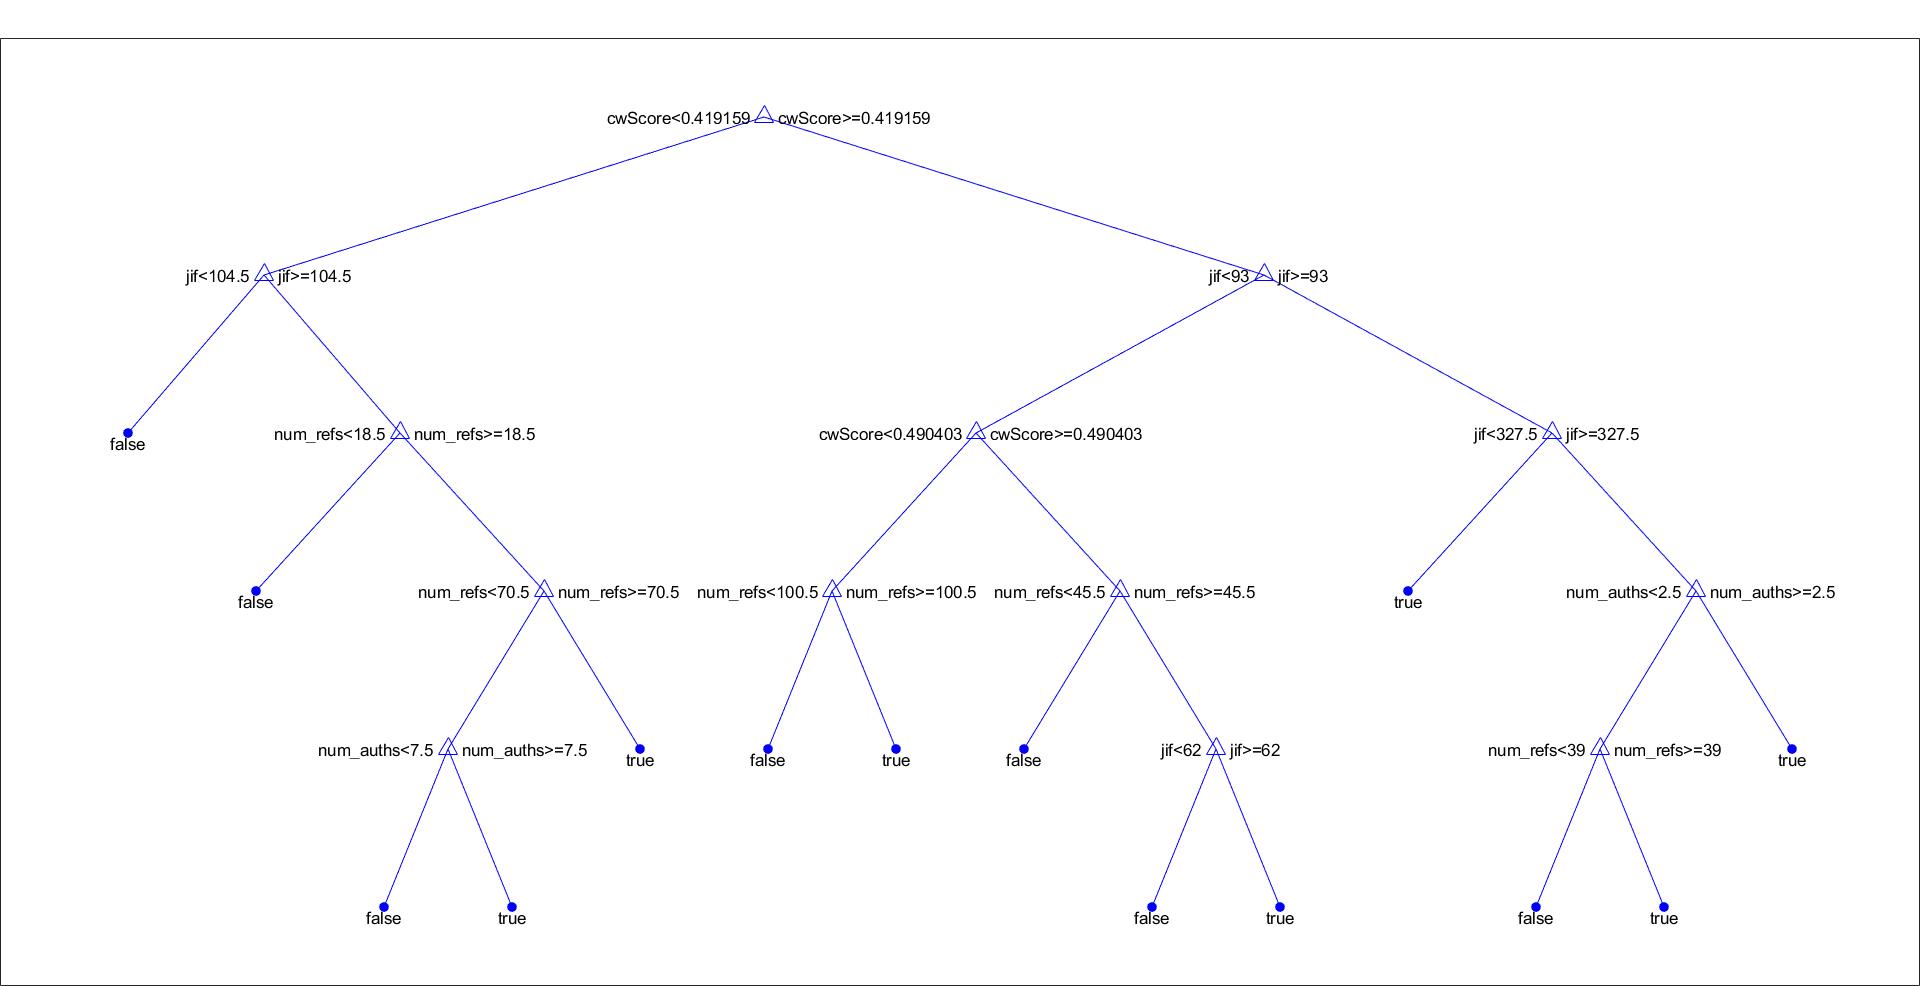 cwScore<0.419159 cwScore>=0.419159
jif<104.5 jif>=104.5 jif<93 jif>=93
false num_refs<18.5 num_refs>=18.5 cwScore<0.490403 cwScore>=0.490403 jif<327.5 jif>=327.5
false num_refs<70.5 num_refs>=70.5 num_refs<100.5 num_refs>=100.5 num_refs<45.5 num_refs>=45.5 true num_auths<2.5 num_auths>=2.5
num_auths<7.5 num_auths>=7.5 true false true false jif<62 jif>=62 num_refs<39 num_refs>=39 true
false true false true false true